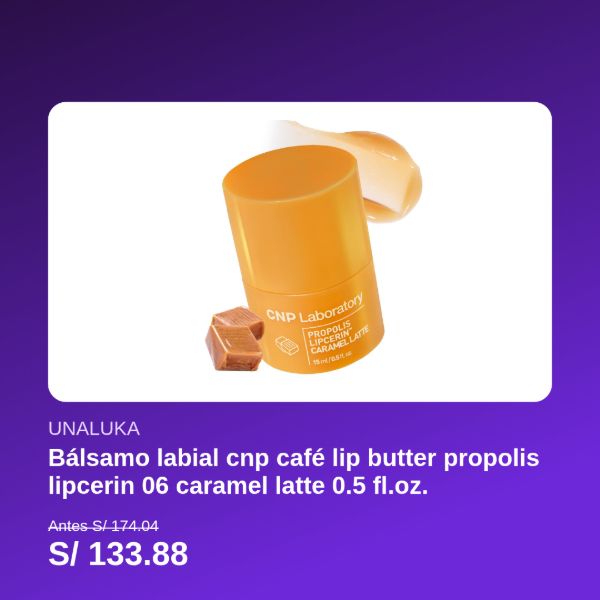 CNP Laboratory
PROPOLIS
LIPCERIN
CARAMEL LATTE
15 ml / 0.5 fl. oz.
UNALUKA
Bálsamo labial cnp café lip butter propolis
lipcerin 06 caramel latte 0.5 fl.oz.
Antes S/ 174.04
S/ 133.88